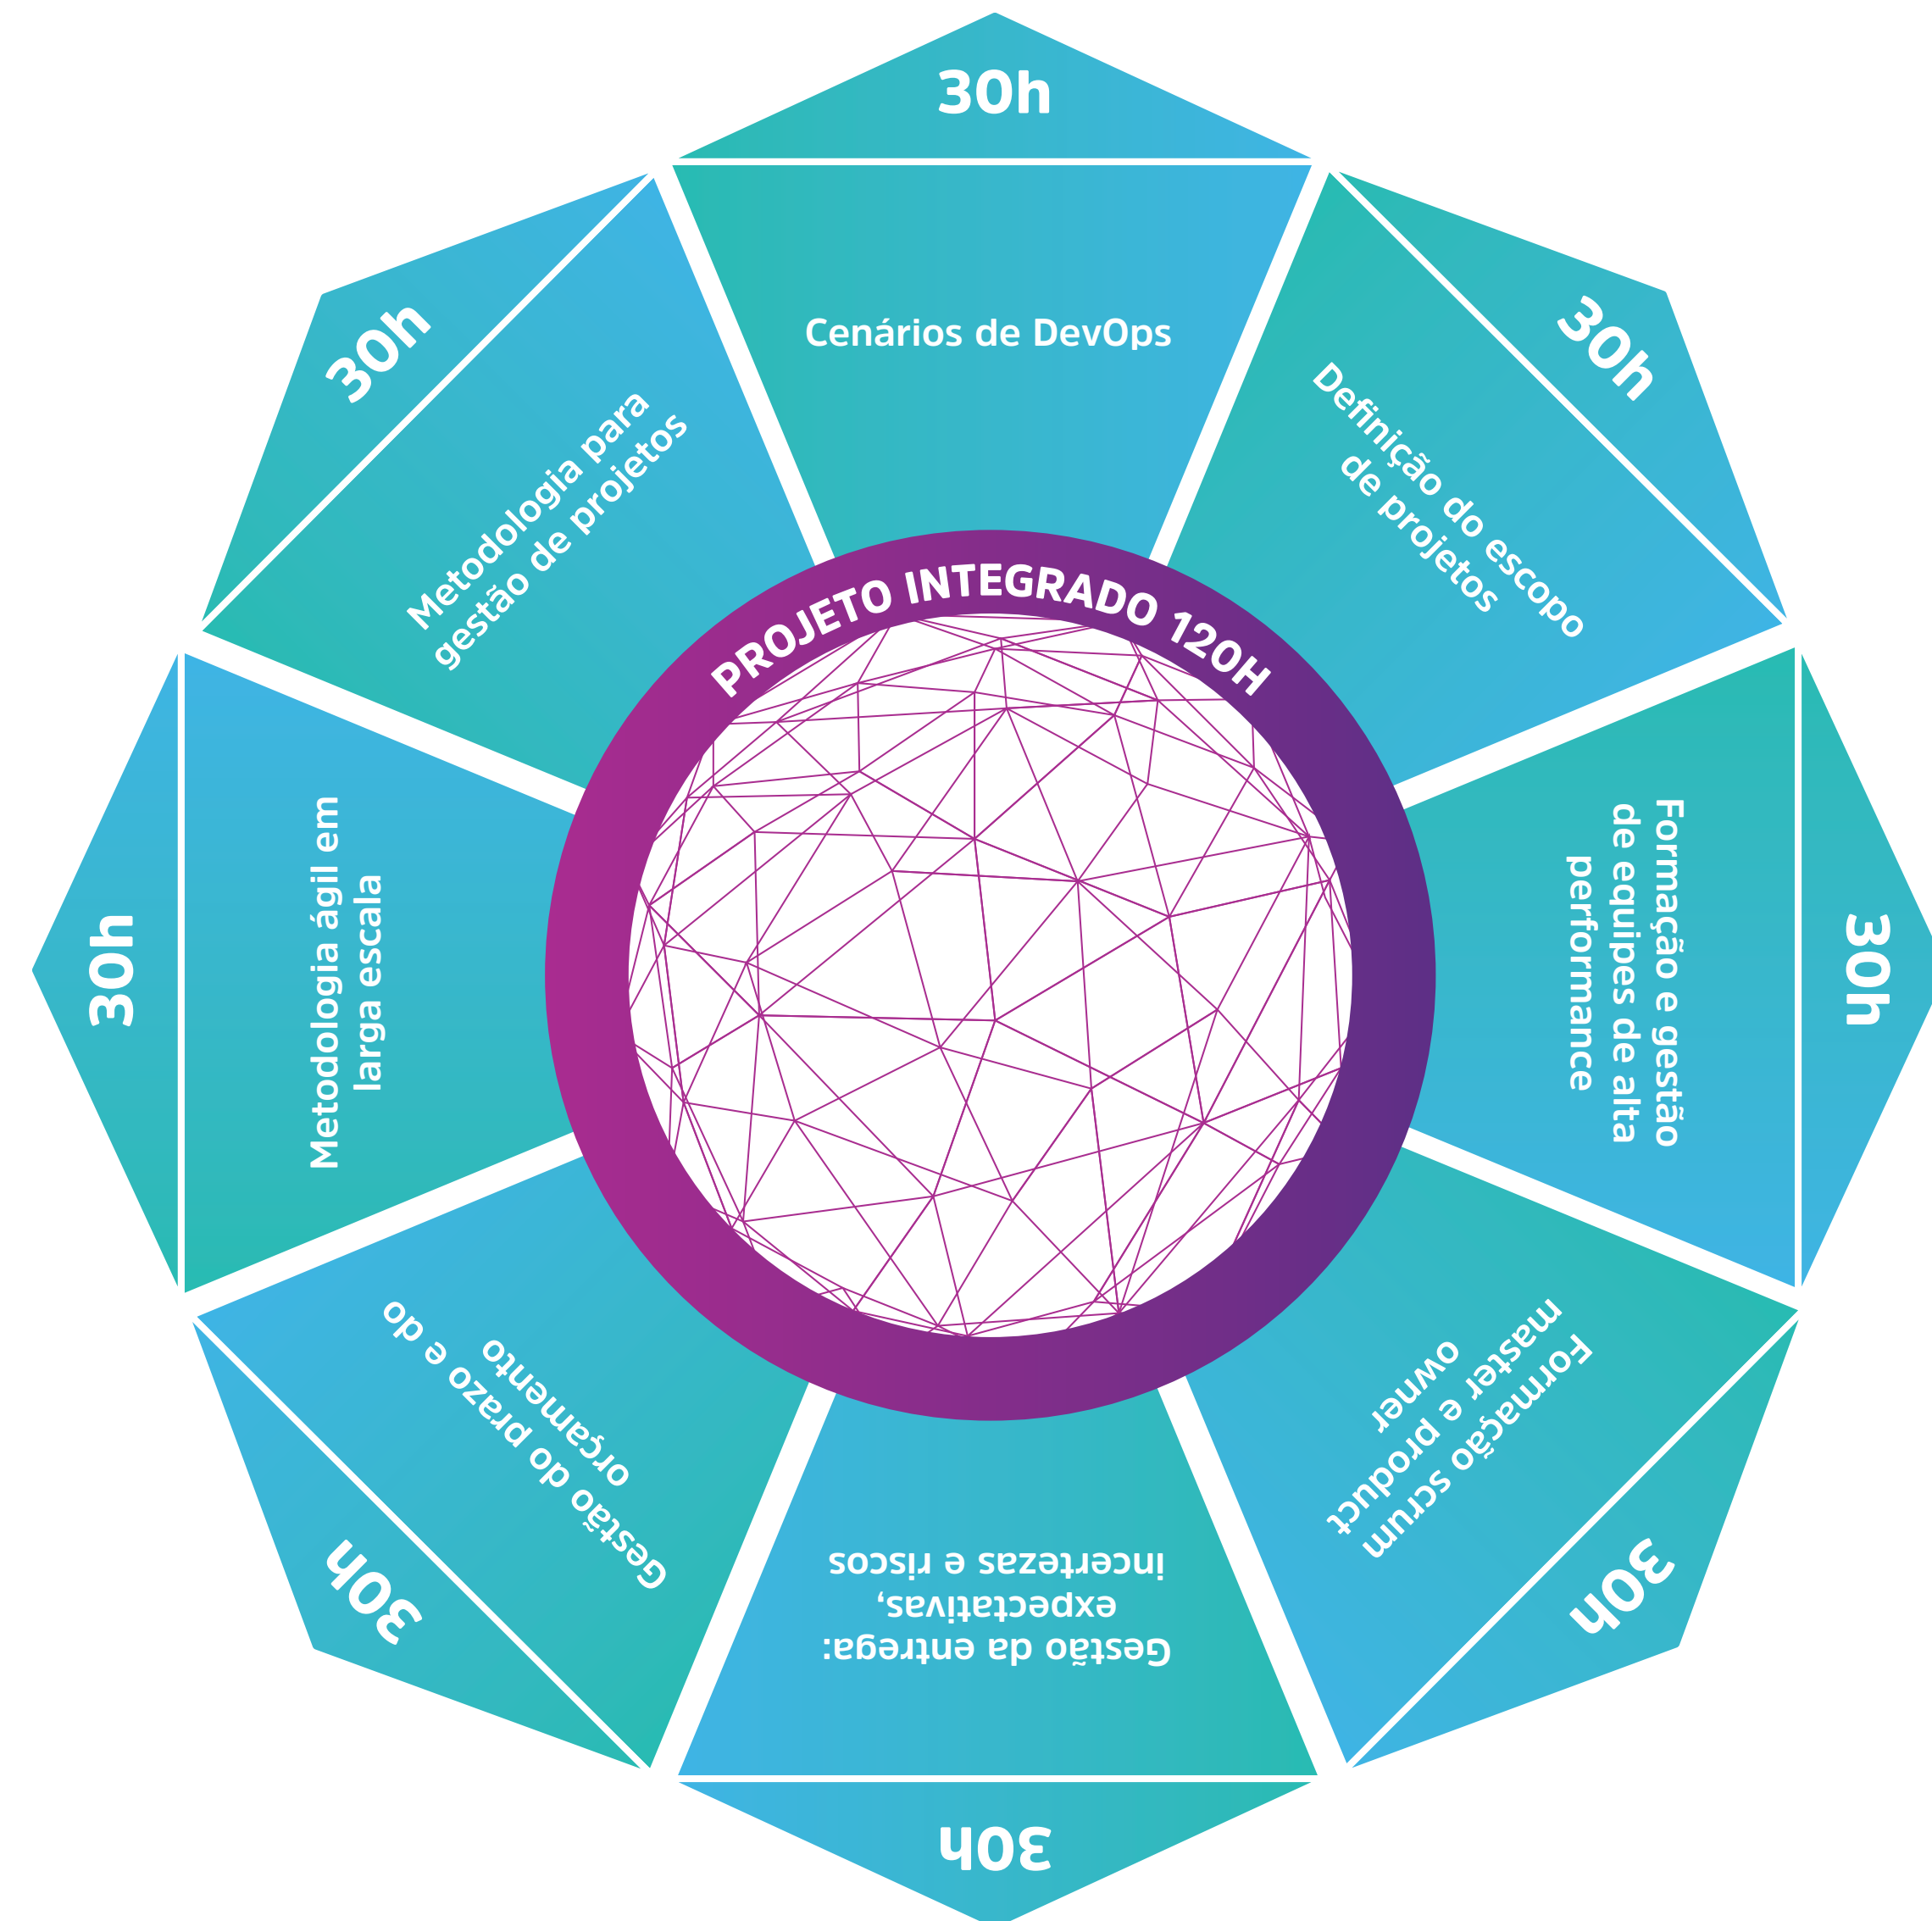 30h
Cenários de DevOps
30h
Definição do escopo
de projetos
30h
Formação e gestão
de equipes de alta
performance
30h
Formação scrum
master e product
owner
30h
Gestão da entrega:
expectativas,
incertezas e riscos
30h
Gestão do prazo e do
orçamento
30h
Metodologia ágil em
larga escala
30h
Metodologia para
gestão de projetos
PROJETO INTEGRADO 120H